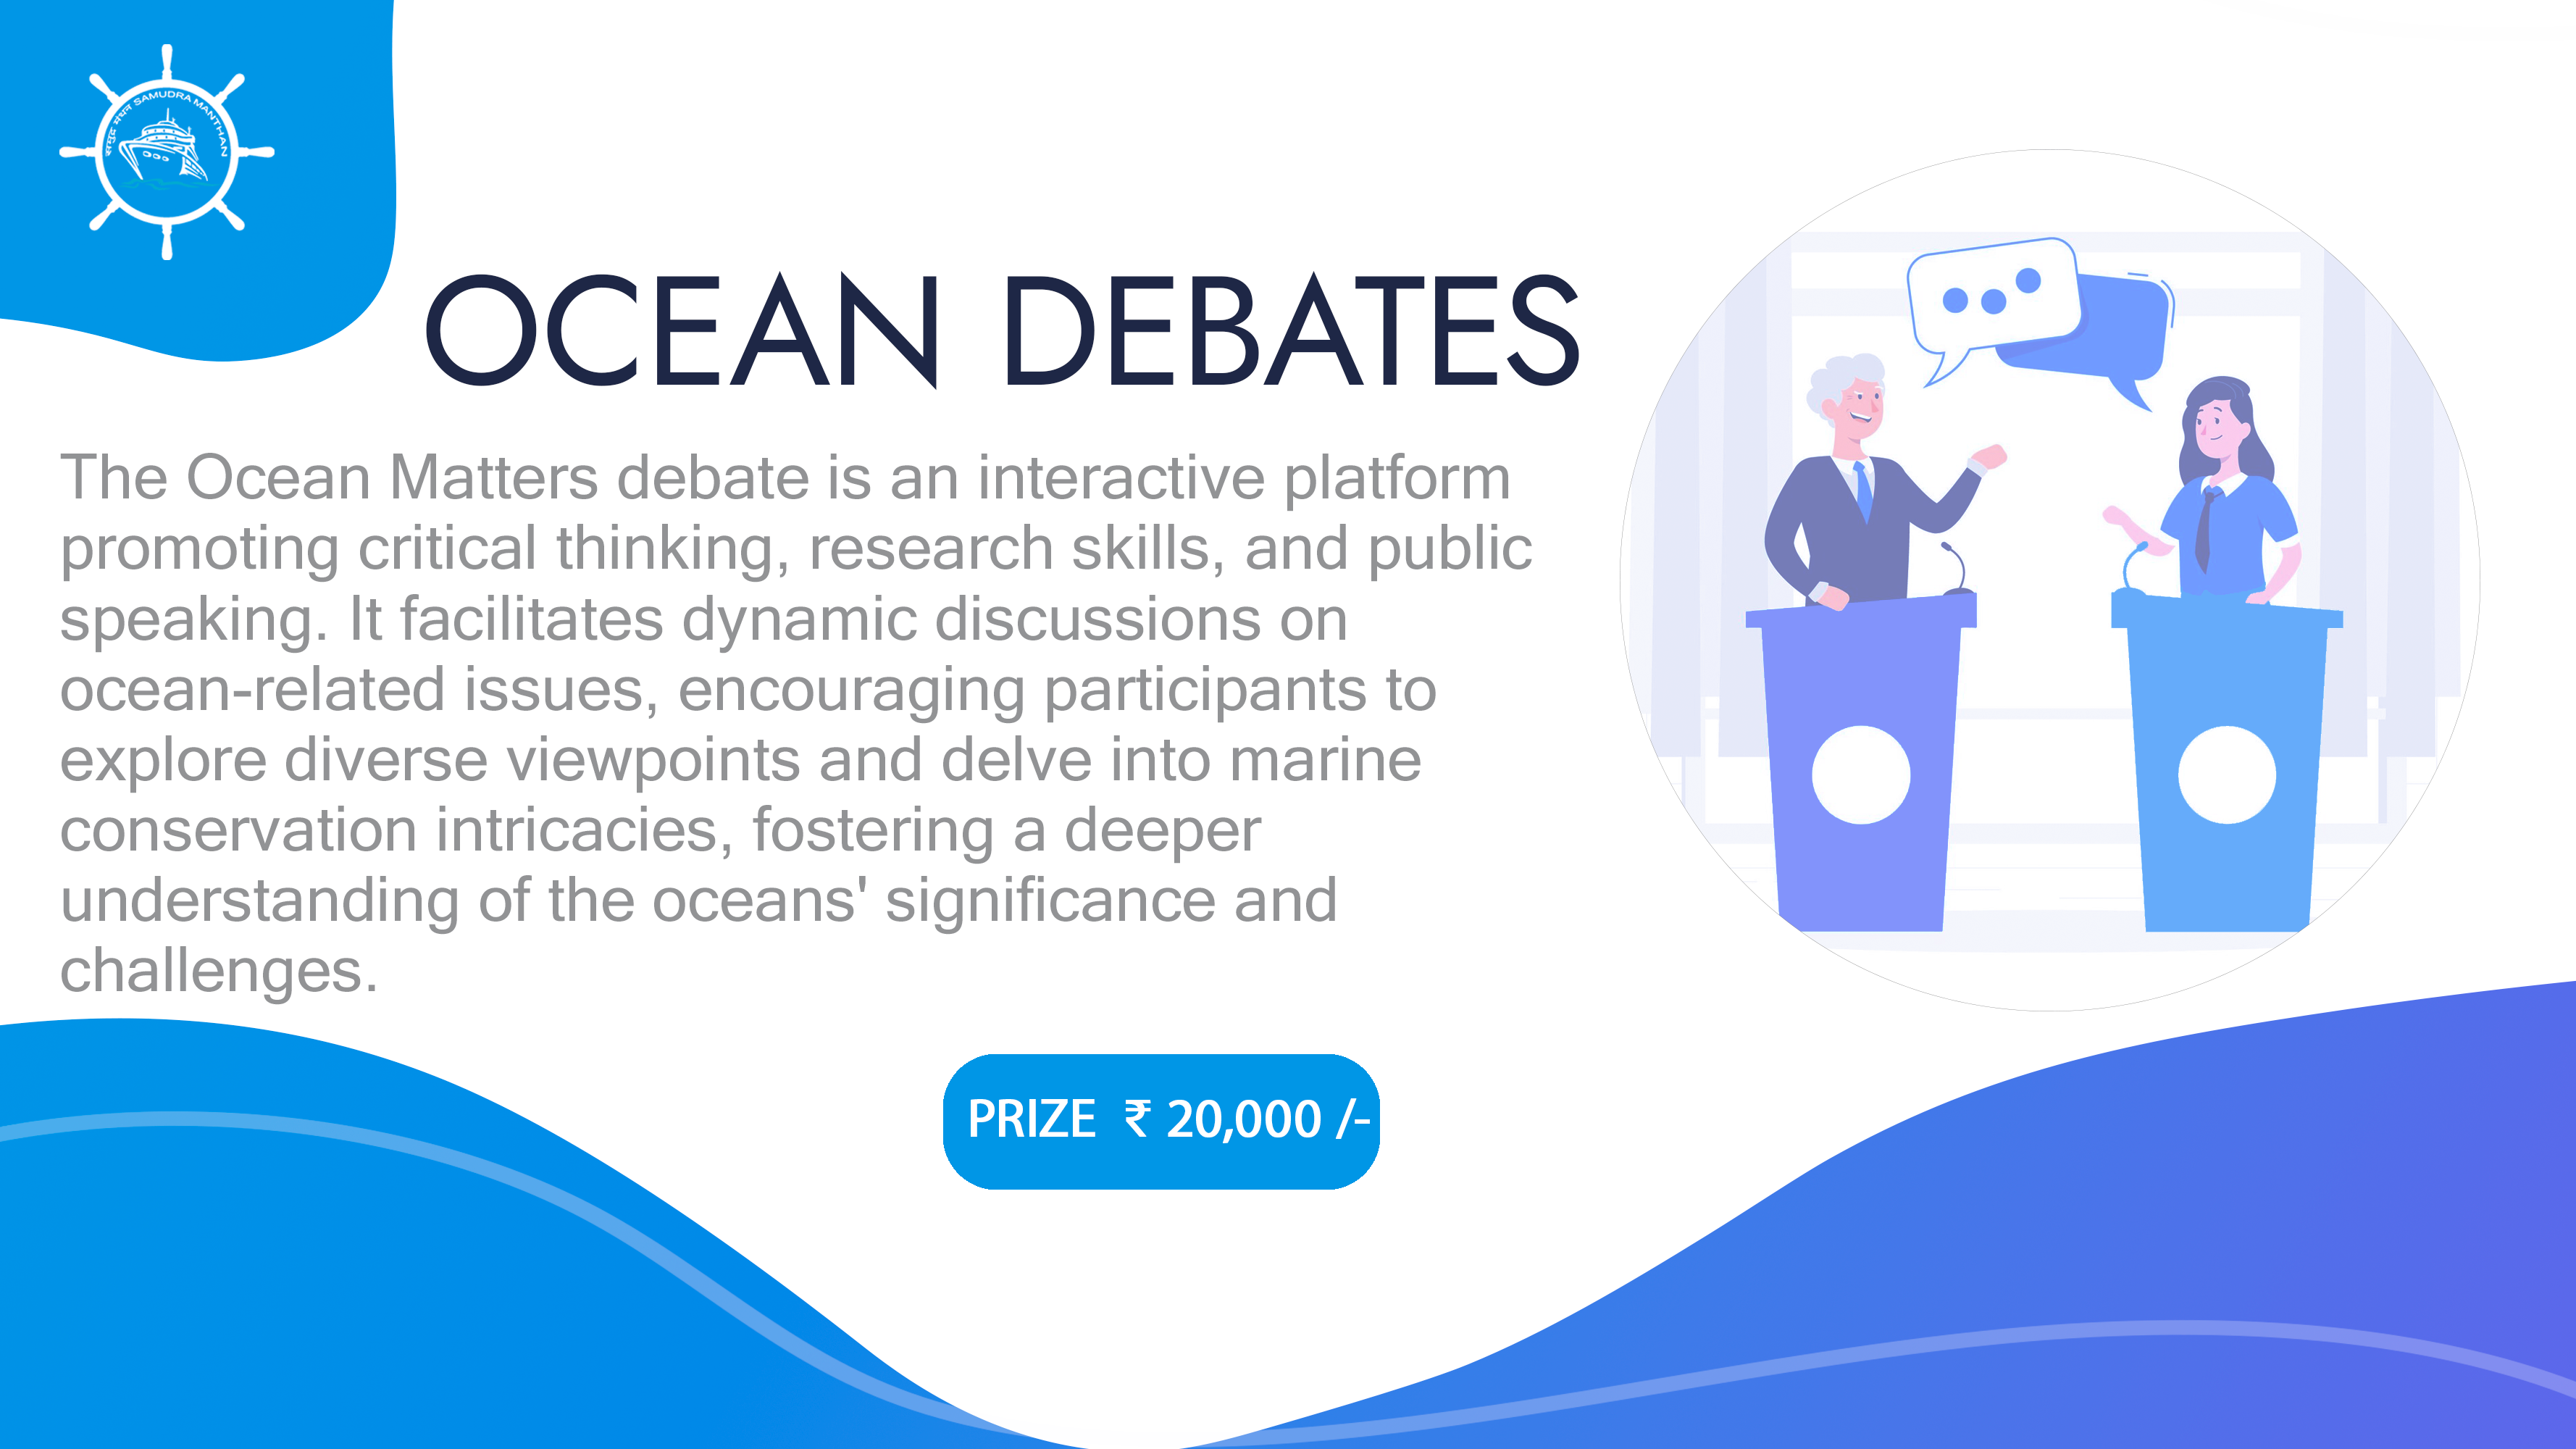 समुद्र मंथन SAMUDRA MANTHAN
OCEAN DEBATES
The Ocean Matters debate is an interactive platform
promoting critical thinking, research skills, and public
speaking. It facilitates dynamic discussions on
ocean-related issues, encouraging participants to
explore diverse viewpoints and delve into marine
conservation intricacies, fostering a deeper
understanding of the oceans' significance and
challenges.
PRIZE ₹ 20,000 /-